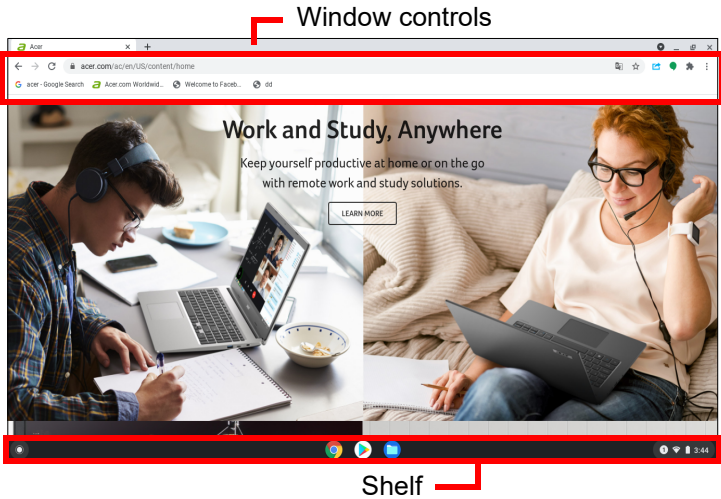 Window controls
Acer
acer.com/ac/en/US/content/home
acer - Google Search Acer.com Worldwid... Welcome to Faceb... dd
Work and Study, Anywhere
Keep yourself productive at home or on the go
with remote work and study solutions.
LEARN MORE
1 3:44
Shelf